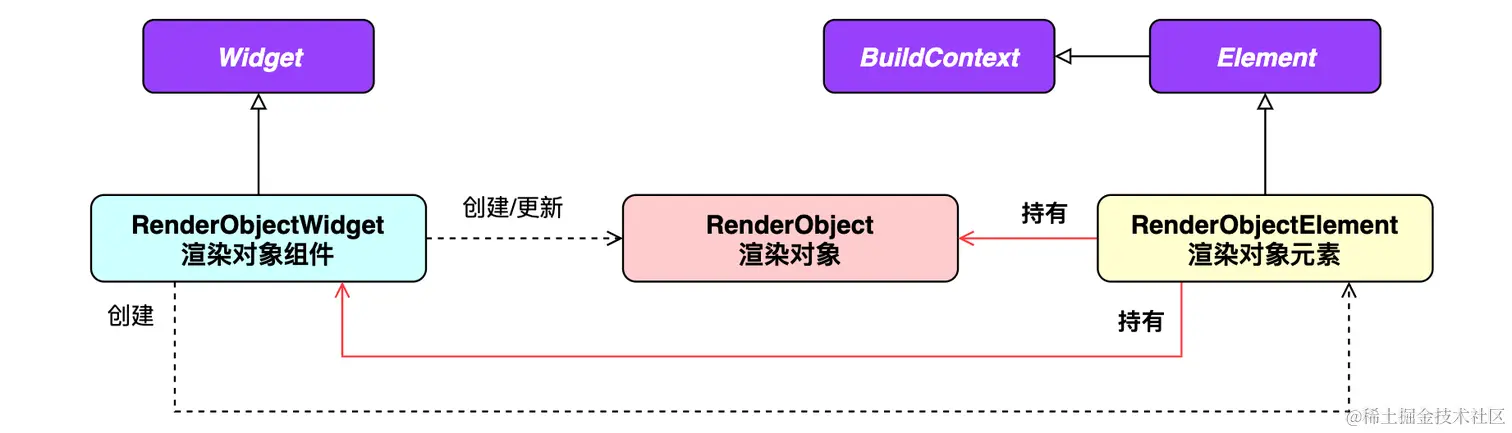 Widget
BuildContext
Element
RenderObjectWidget
渲染对象组件
创建/更新
RenderObject
渲染对象
持有
RenderObjectElement
渲染对象元素
创建
持有
@稀土掘金技术社区